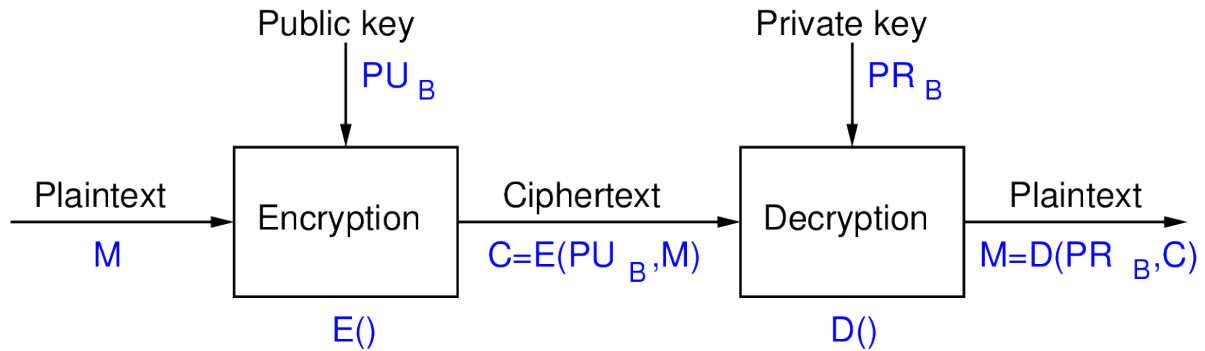 Public key
PU B
Private key
PR B
Plaintext
M
Encryption
E()
Ciphertext
C=E(PU B,M)
Decryption
D()
Plaintext
M=D(PR B,C)